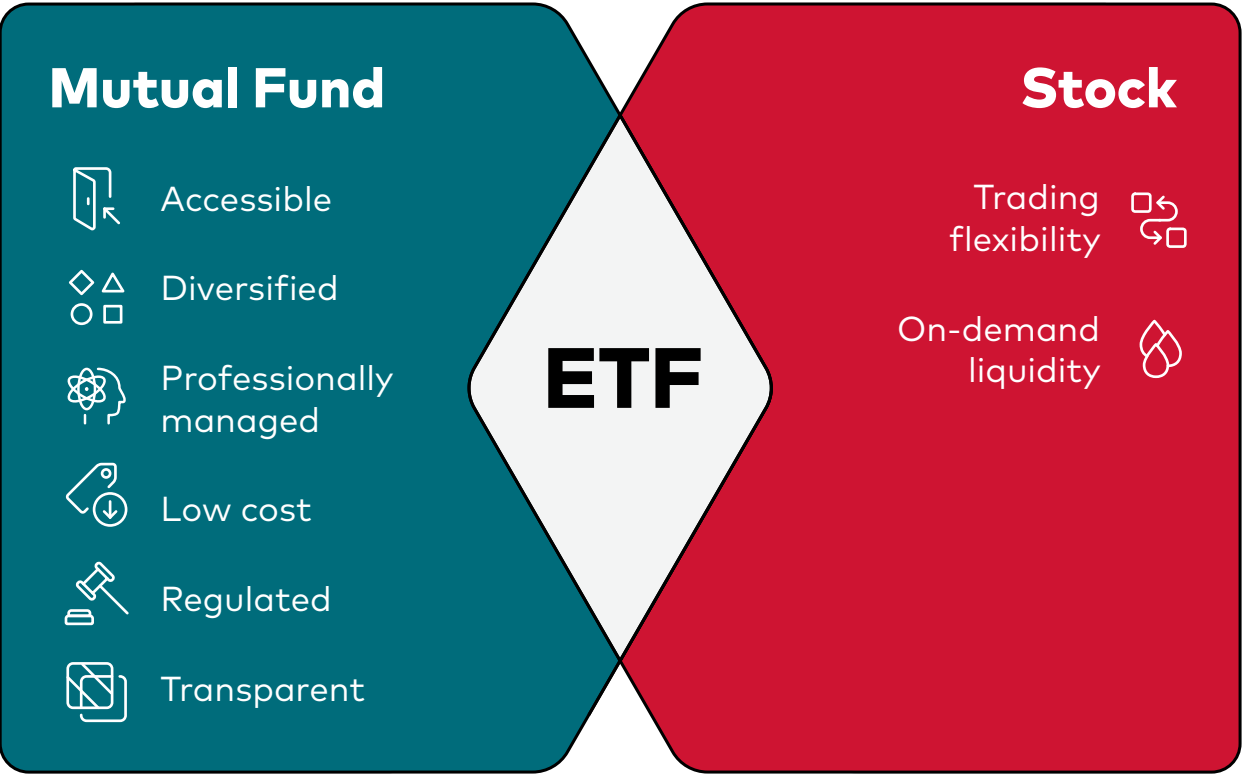 Mutual Fund
Accessible
Diversified
Professionally
managed
Low cost
Regulated
Transparent
ETF
Stock
Trading
flexibility
On-demand
liquidity